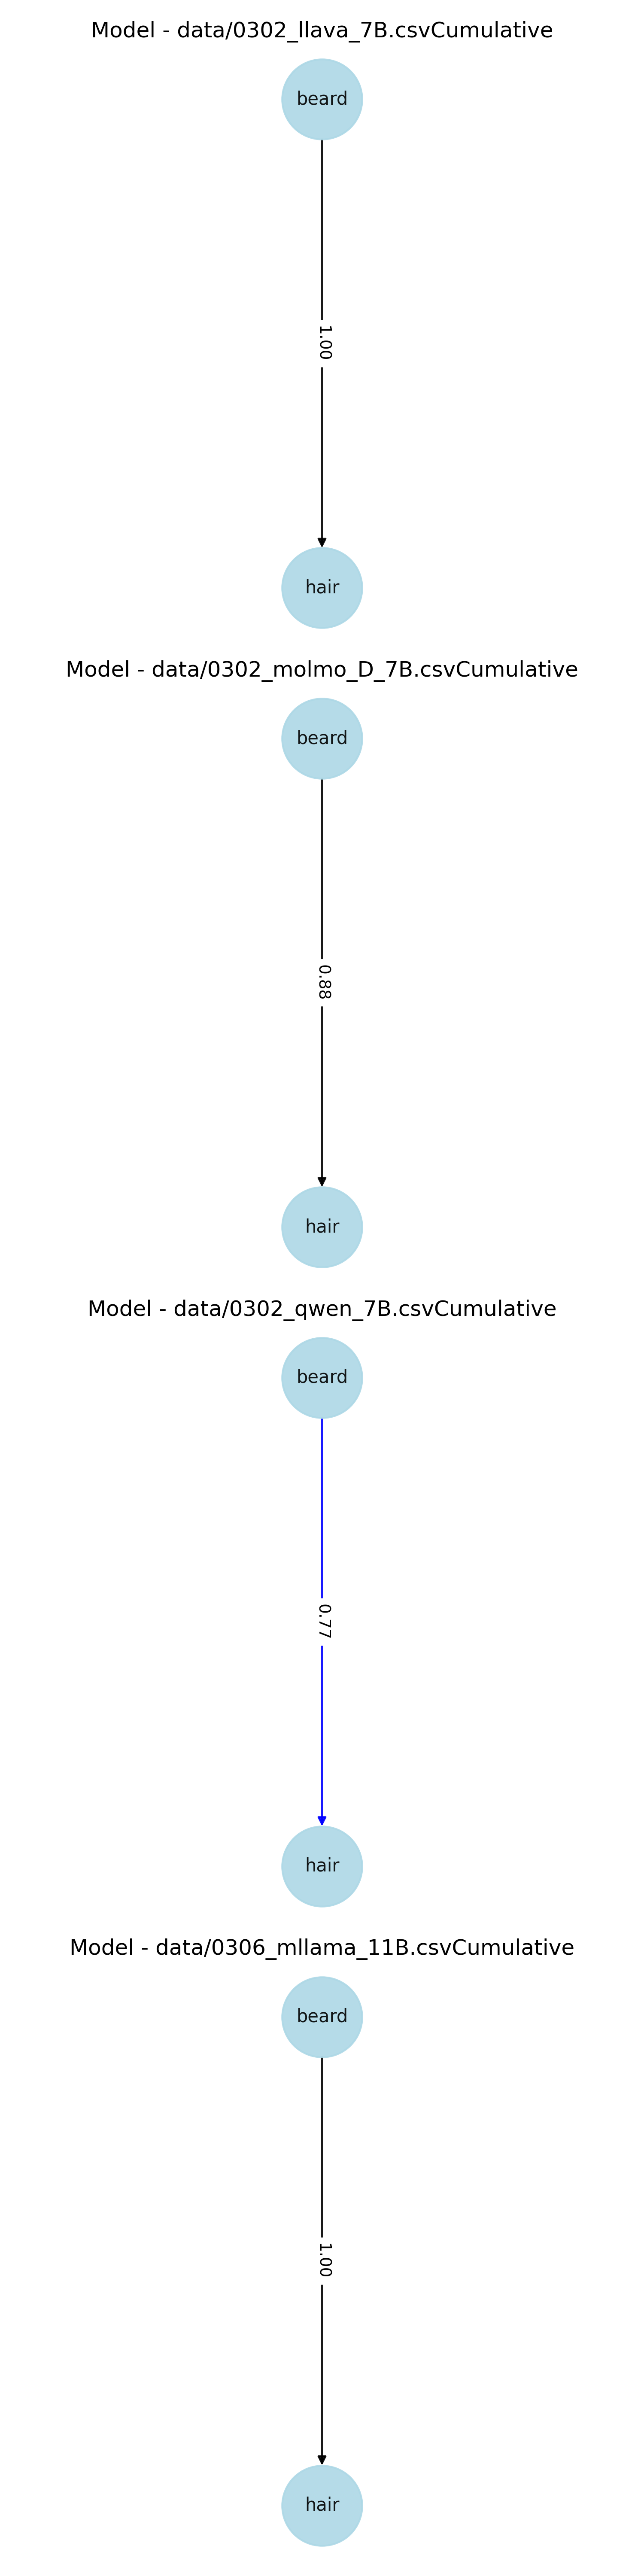 Model - data/0302_llava_7B.csvCumulative
beard
1.00
hair
Model - data/0302_molmo_D_7B.csvCumulative
beard
0.88
hair
Model - data/0302_qwen_7B.csvCumulative
beard
0.77
hair
Model - data/0306_mllama_11B.csvCumulative
beard
1.00
hair